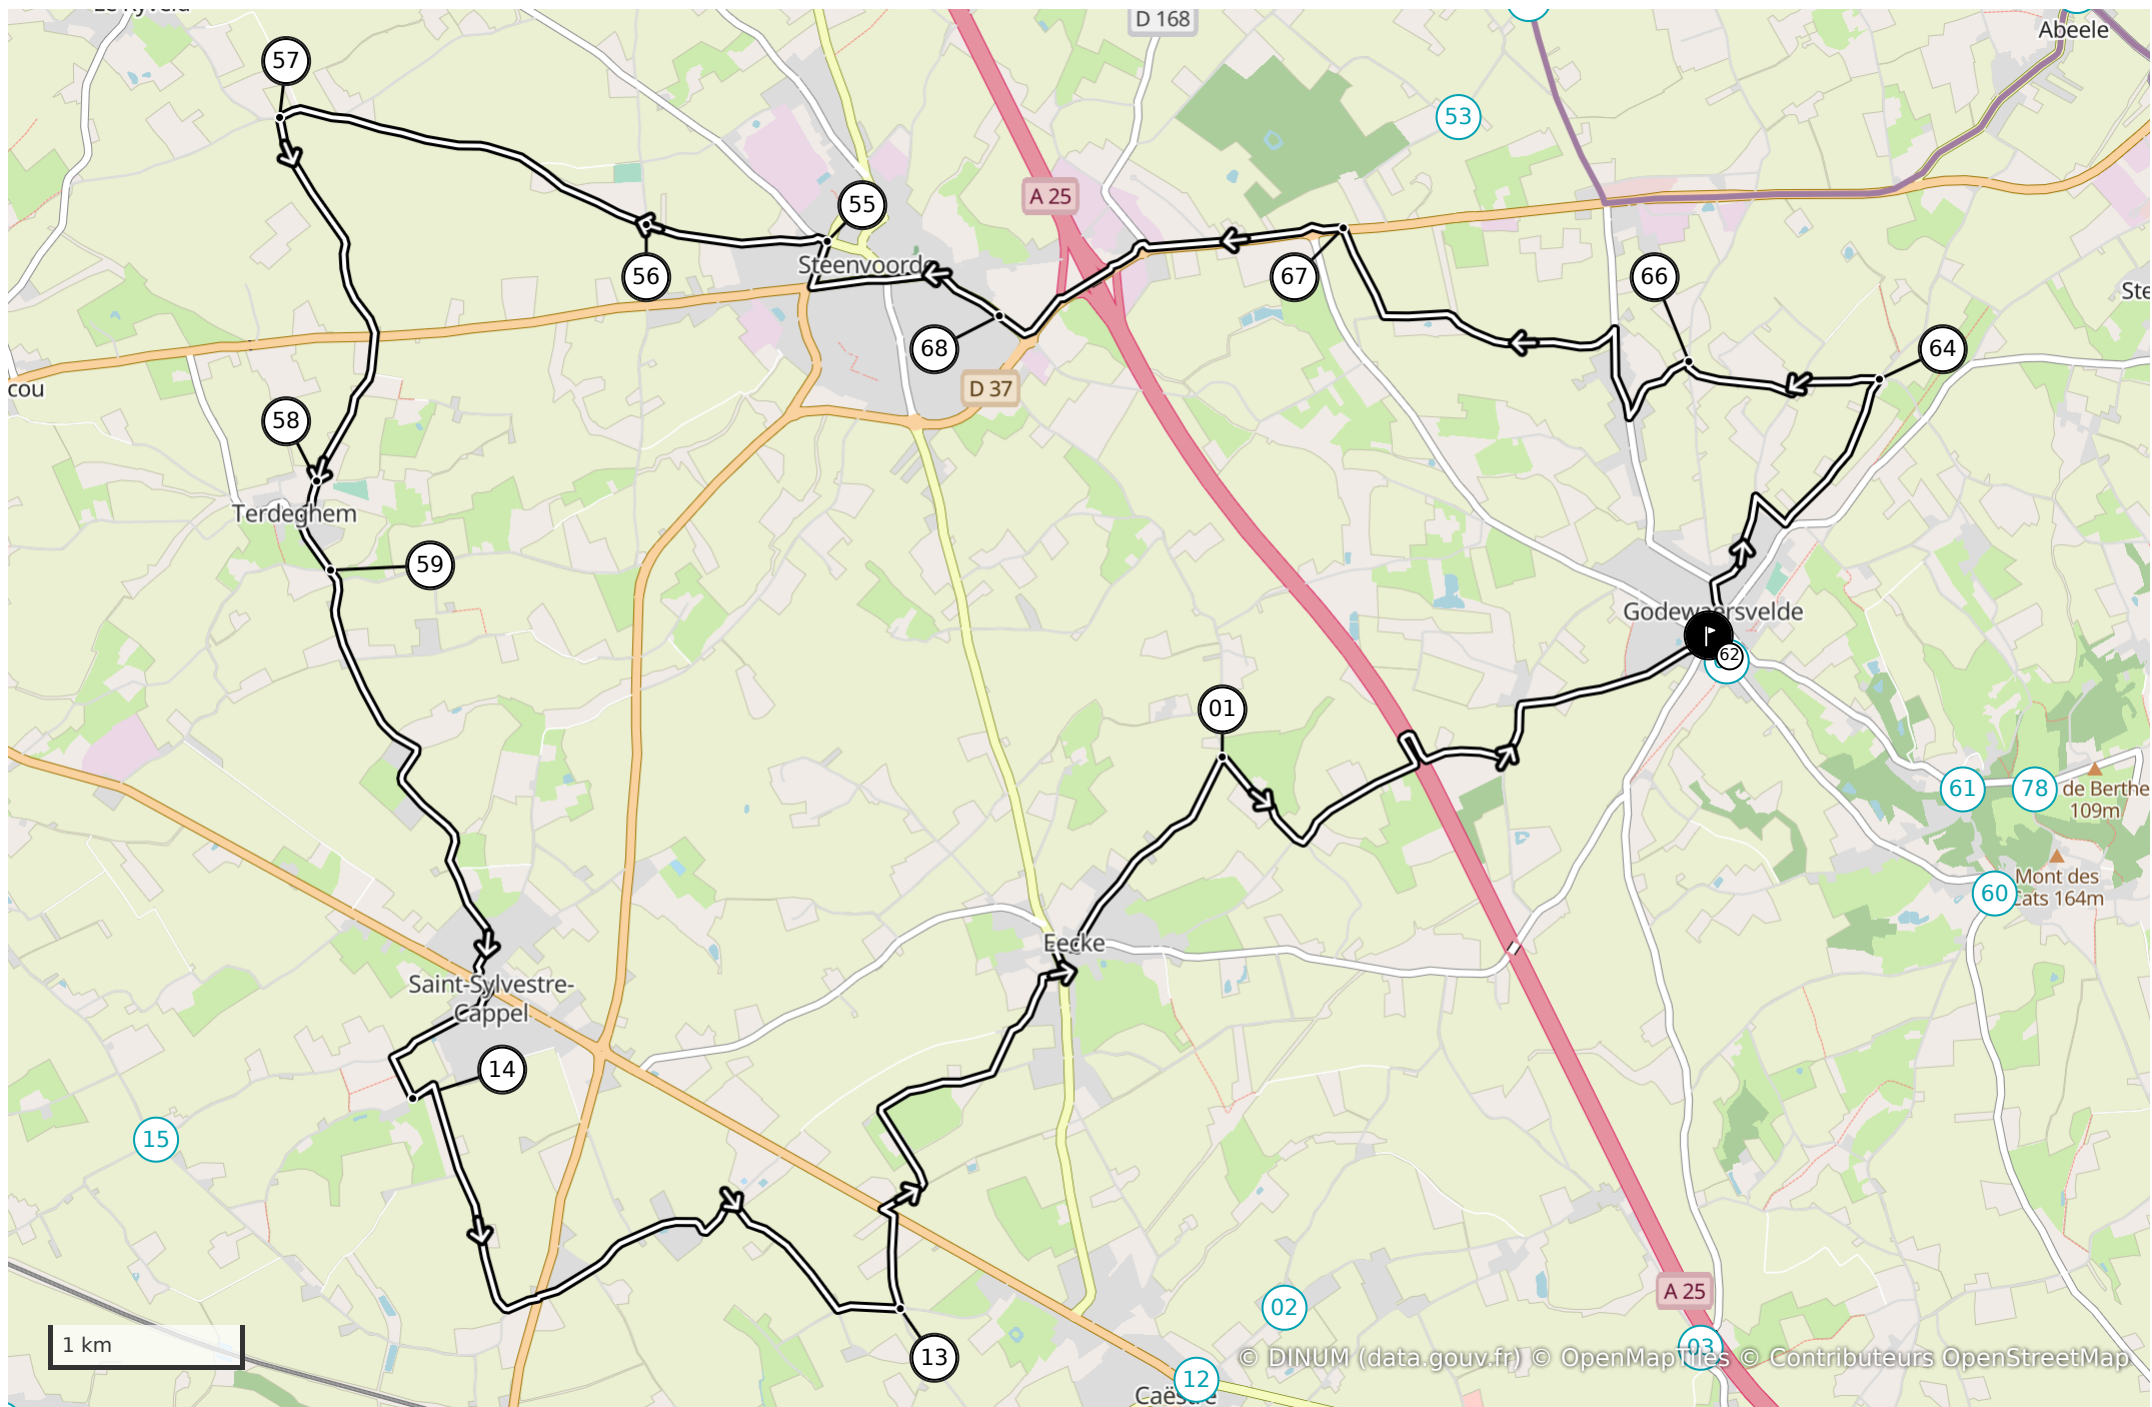 D 168
Abeele
57
53
A 25
55
Steenvoorde
56
67
66
64
68
D 37
cou
58
Terdeghem
59
Godewaersvelde
62
01
61
78
de Berthe
109m
60
Mont des
Cats 164m
Eecke
Saint-Sylvestre-
Cappel
14
15
13
02
A 25
03
12
1 km
© DINUM (data.gouv.fr) © OpenMapTiles © Contributeurs OpenStreetMap